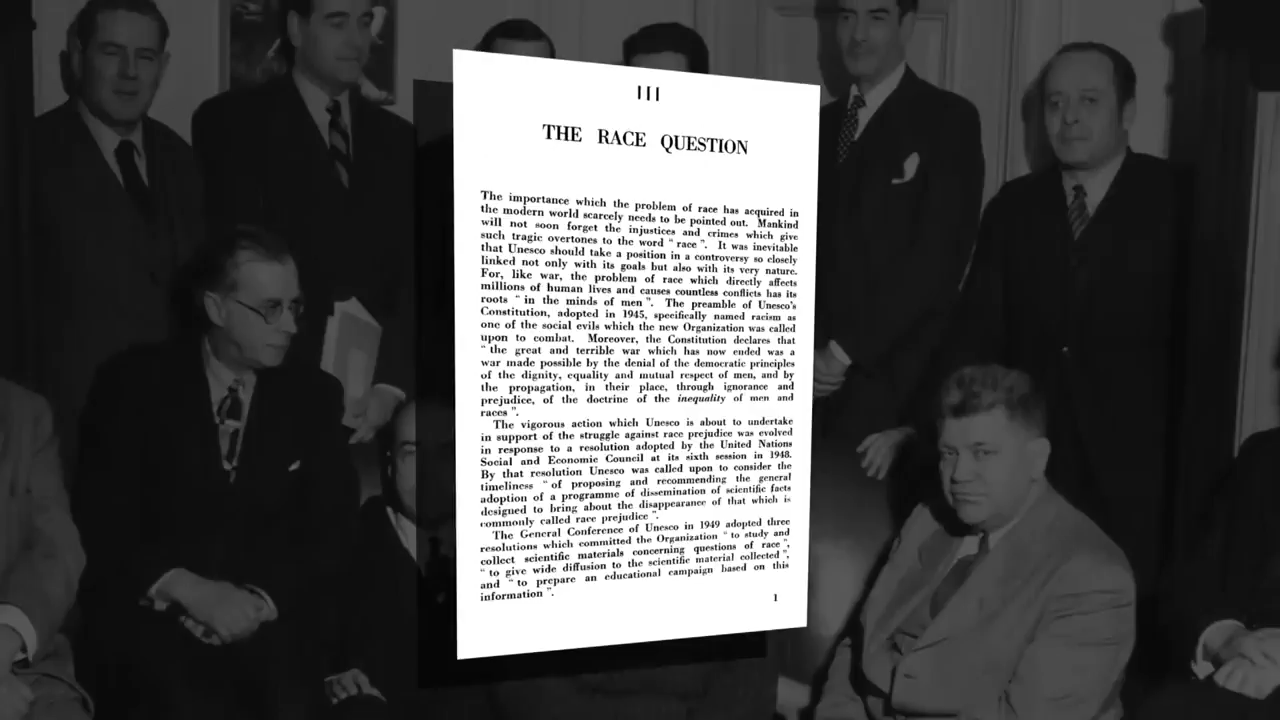 III
THE RACE QUESTION
The importance which the problem of race has acquired in
the modern world scarcely needs to be pointed out. Mankind
will not soon forget the injustices and crimes which give
such tragic overtones to the word " race ". It was inevitable
that Unesco should take a position in a controversy so closely
linked not only with its goals but also with its very nature.
For, like war, the problem of race which directly affects
millions of human lives and causes countless conflicts has its
roots " in the minds of men ". The preamble of Unesco's
Constitution, adopted in 1945, specifically named racism as
one of the social evils which the new Organization was called
upon to combat. Moreover, the Constitution declares that
" the great and terrible war which has now ended was a
war made possible by the denial of the democratic principles
of the dignity, equality and mutual respect of men, and by
the propagation, in their place, through ignorance and
prejudice, of the doctrine of the inequality of men and
races ".
The vigorous action which Unesco is about to undertake
in support of the struggle against race prejudice was evolved
in response to a resolution adopted by the United Nations
Social and Economic Council at its sixth session in 1948.
By that resolution Unesco was called upon to consider the
timeliness " of proposing and recommending the general
adoption of a programme of dissemination of scientific facts
designed to bring about the disappearance of that which is
commonly called race prejudice ".
The General Conference of Unesco in 1949 adopted three
resolutions which committed the Organization " to study and
collect scientific materials concerning questions of race ",
" to give wide diffusion to the scientific material collected ",
and " to prepare an educational campaign based on this
information ".
1